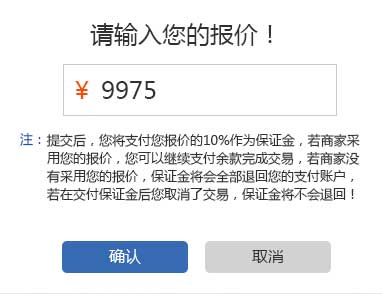 请输入您的报价！
¥ 9975
注：提交后，您将支付您报价的10%作为保证金，若商家采
用您的报价，您可以继续支付余款完成交易，若商家没
有采用您的报价，保证金将会全部退回您的支付账户，
若在交付保证金后您取消了交易，保证金将不会退回！
确认 取消